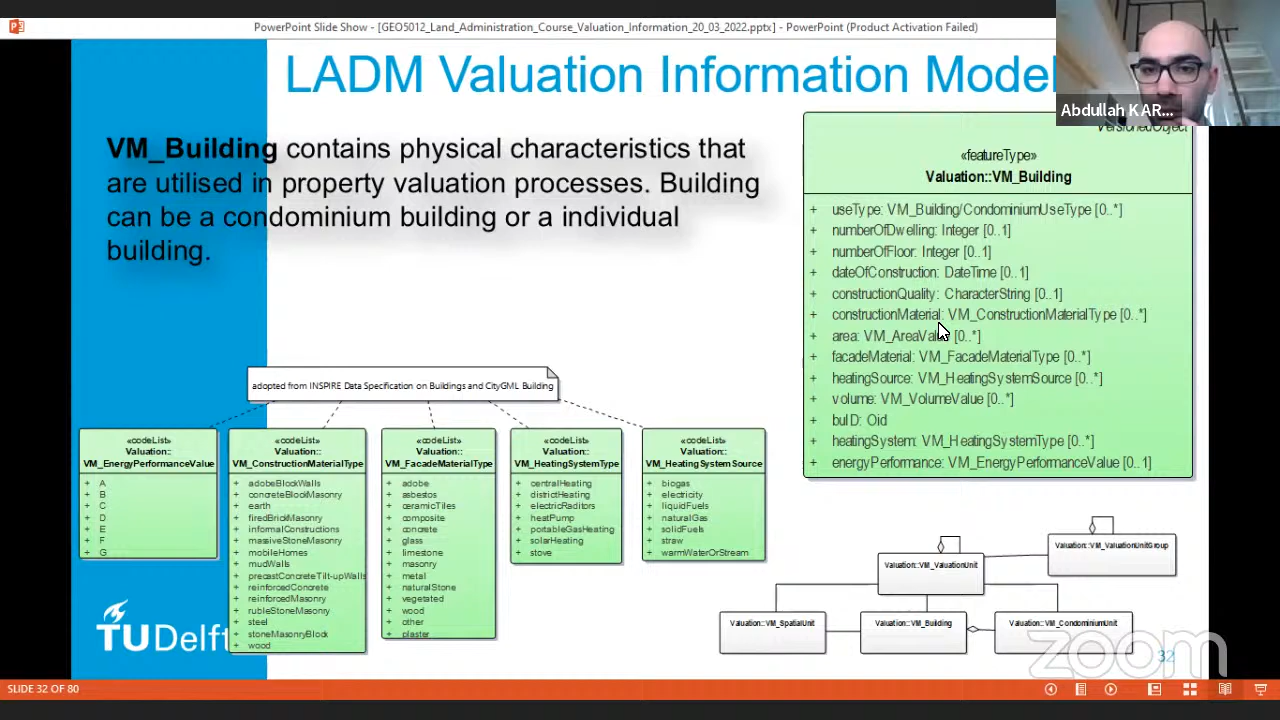 PowerPoint Slide Show - [GEO5012_Land_Administration_Course_Valuation_Information_20_03_2022.pptx] - PowerPoint (Product Activation Failed)
LADM Valuation Information Model
Abdullah KAR...
VM_Building contains physical characteristics that
are utilised in property valuation processes. Building
can be a condominium building or a individual
building.
VersionedObject
«featureType»
Valuation::VM_Building
+ useType: VM_Building/CondominiumUseType [0..*]
+ numberOfDwelling: Integer [0..1]
+ numberOfFloor: Integer [0..1]
+ dateOfConstruction: DateTime [0..1]
+ constructionQuality: CharacterString [0..1]
+ constructionMaterial: VM_ConstructionMaterialType [0..*]
+ area: VM_AreaValue [0..*]
+ facadeMaterial: VM_FacadeMaterialType [0..*]
+ heatingSource: VM_HeatingSystemSource [0..*]
+ volume: VM_VolumeValue [0..*]
+ buID: Oid
+ heatingSystem: VM_HeatingSystemType [0..*]
+ energyPerformance: VM_EnergyPerformanceValue [0..1]
adopted from INSPIRE Data Specification on Buildings and CityGML Building
«codeList»
Valuation::
VM_EnergyPerformanceValue
+ A
+ B
+ C
+ D
+ E
+ F
+ G
«codeList»
Valuation::
VM_ConstructionMaterialType
+ adobeBlockWalls
+ concreteBlockMasonry
+ earth
+ firedBrickMasonry
+ informalConstructions
+ massiveStoneMasonry
+ mobileHomes
+ mudWalls
+ precastConcreteTilt-upWalls
+ reinforcedConcrete
+ reinforcedMasonry
+ rubleStoneMasonry
+ steel
+ stoneMasonryBlock
+ wood
«codeList»
Valuation::
VM_FacadeMaterialType
+ adobe
+ asbestos
+ ceramicTiles
+ composite
+ concrete
+ glass
+ limestone
+ masonry
+ metal
+ naturalStone
+ vegetated
+ wood
+ other
+ plaster
«codeList»
Valuation::
VM_HeatingSystemType
+ centralHeating
+ districtHeating
+ electricRaditors
+ heatPump
+ portableGasHeating
+ solarHeating
+ stove
«codeList»
Valuation::
VM_HeatingSystemSource
+ biogas
+ electricity
+ liquidFuels
+ naturalGas
+ solidFuels
+ straw
+ warmWaterOrStream
Valuation::VM_ValuationUnitGroup
Valuation::VM_ValuationUnit
Valuation::VM_SpatialUnit
Valuation::VM_Building
Valuation::VM_CondominiumUnit
TUDelft
zoom
32
SLIDE 32 OF 80